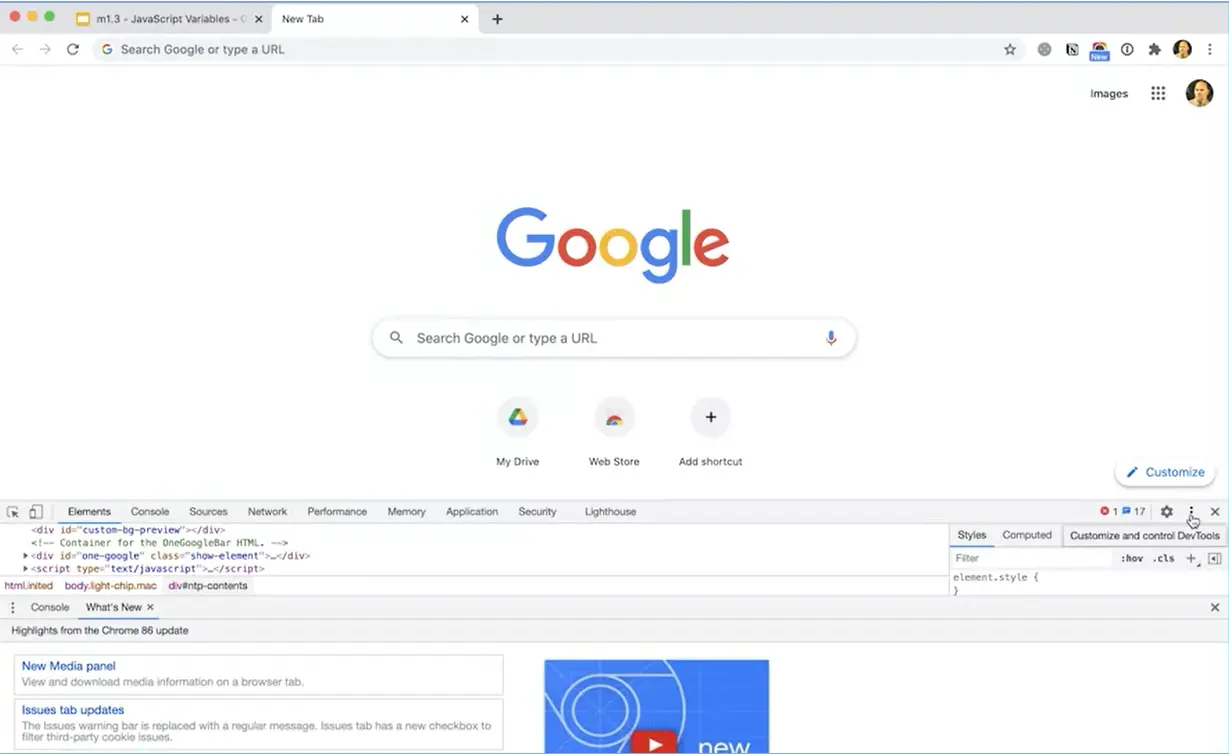 m1.3 - JavaScript Variables -
New Tab
Search Google or type a URL
New
Images
Google
Search Google or type a URL
My Drive
Web Store
Add shortcut
Customize
Elements Console Sources Network Performance Memory Application Security Lighthouse 1 17
<div id="custom-bg-preview"></div>
<!-- Container for the OneGoogleBar HTML. -->
<div id="one-google" class="show-element">…</div>
<script type="text/javascript">…</script>
html.inited body.light-chip.mac div#ntp-contents
Styles Computed Customize and control DevTools
Filter :hov .cls +
element.style {
}
Console What's New
Highlights from the Chrome 86 update
New Media panel
View and download media information on a browser tab.
Issues tab updates
The Issues warning bar is replaced with a regular message. Issues tab has a new checkbox to
filter third-party cookie issues.
new